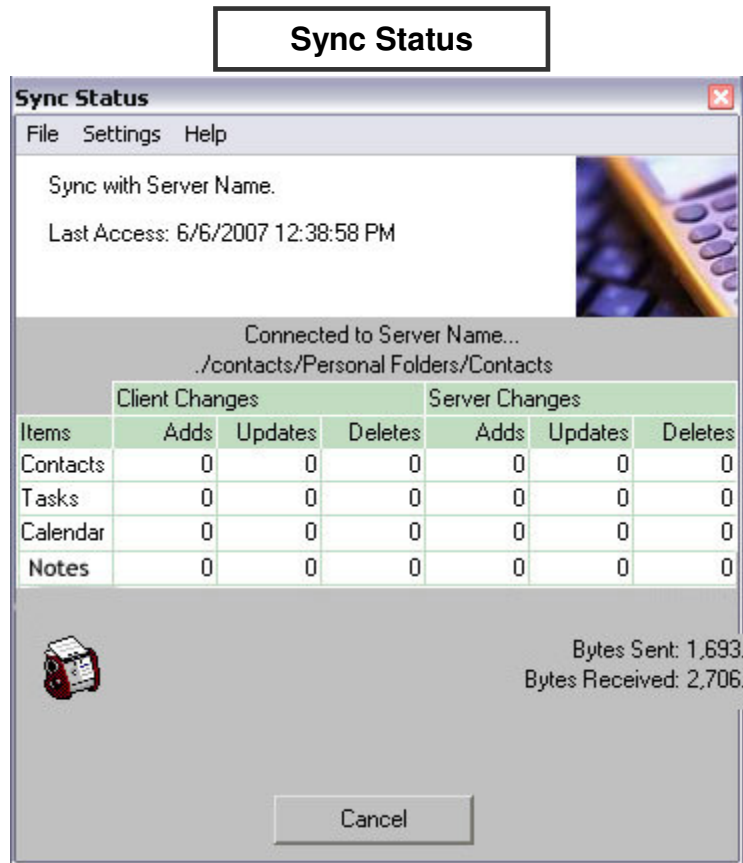 Sync Status
Sync Status
File Settings Help
Sync with Server Name.
Last Access: 6/6/2007 12:38:58 PM
Connected to Server Name...
./contacts/Personal Folders/Contacts
Client Changes Server Changes
Items Adds Updates Deletes Adds Updates Deletes
Contacts 0 0 0 0 0 0
Tasks 0 0 0 0 0 0
Calendar 0 0 0 0 0 0
Notes 0 0 0 0 0 0
Bytes Sent: 1,693.
Bytes Received: 2,706.
Cancel